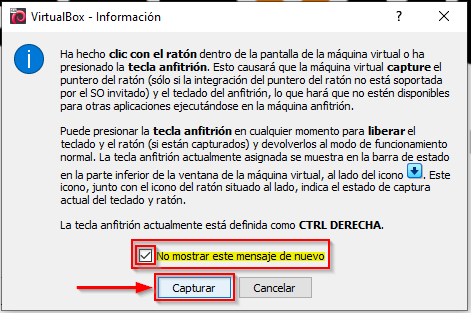 VirtualBox - Información
Ha hecho clic con el ratón dentro de la pantalla de la máquina virtual o ha
presionado la tecla anfitrión. Esto causará que la máquina virtual capture el
puntero del ratón (sólo si la integración del puntero del ratón no está soportada
por el SO invitado) y el teclado del anfitrión, lo que hará que no estén disponibles
para otras aplicaciones ejecutándose en la máquina anfitrión.
Puede presionar la tecla anfitrión en cualquier momento para liberar el
teclado y el ratón (si están capturados) y devolverlos al modo de funcionamiento
normal. La tecla anfitrión actualmente asignada se muestra en la barra de estado
en la parte inferior de la ventana de la máquina virtual, al lado del icono . Este
icono, junto con el icono del ratón situado al lado, indica el estado de captura
actual del teclado y ratón.
La tecla anfitrión actualmente está definida como CTRL DERECHA.
No mostrar este mensaje de nuevo
Capturar Cancelar